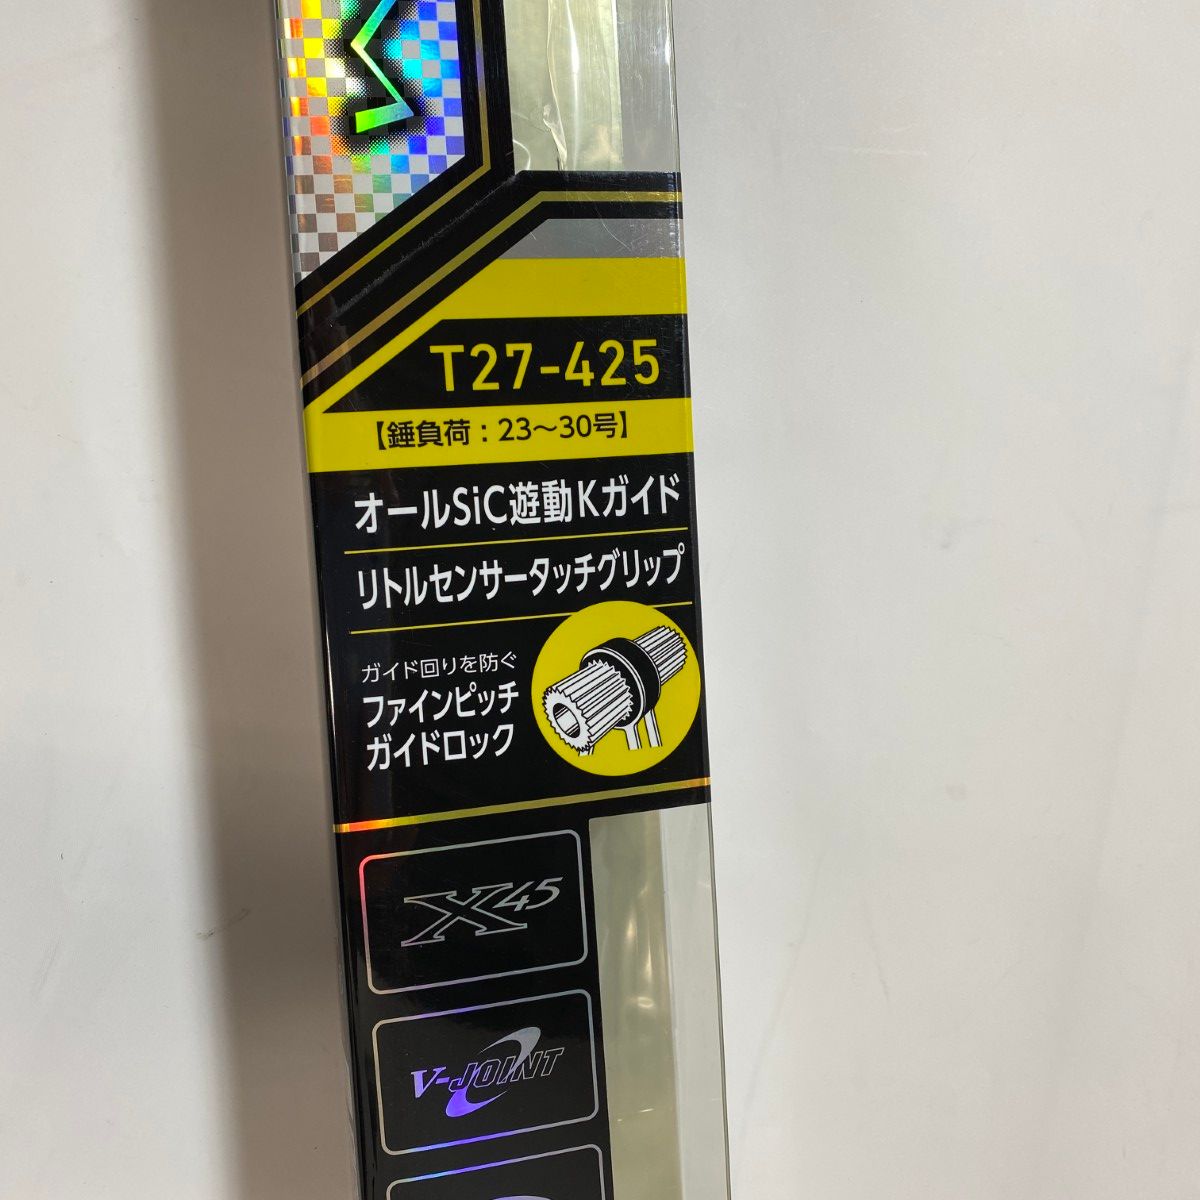 T27-425
【錘負荷：23〜30号】
オールSiC遊動Kガイド
リトルセンサータッチグリップ
ガイド回りを防ぐ
ファインピッチ
ガイドロック
X45
V-JOINT